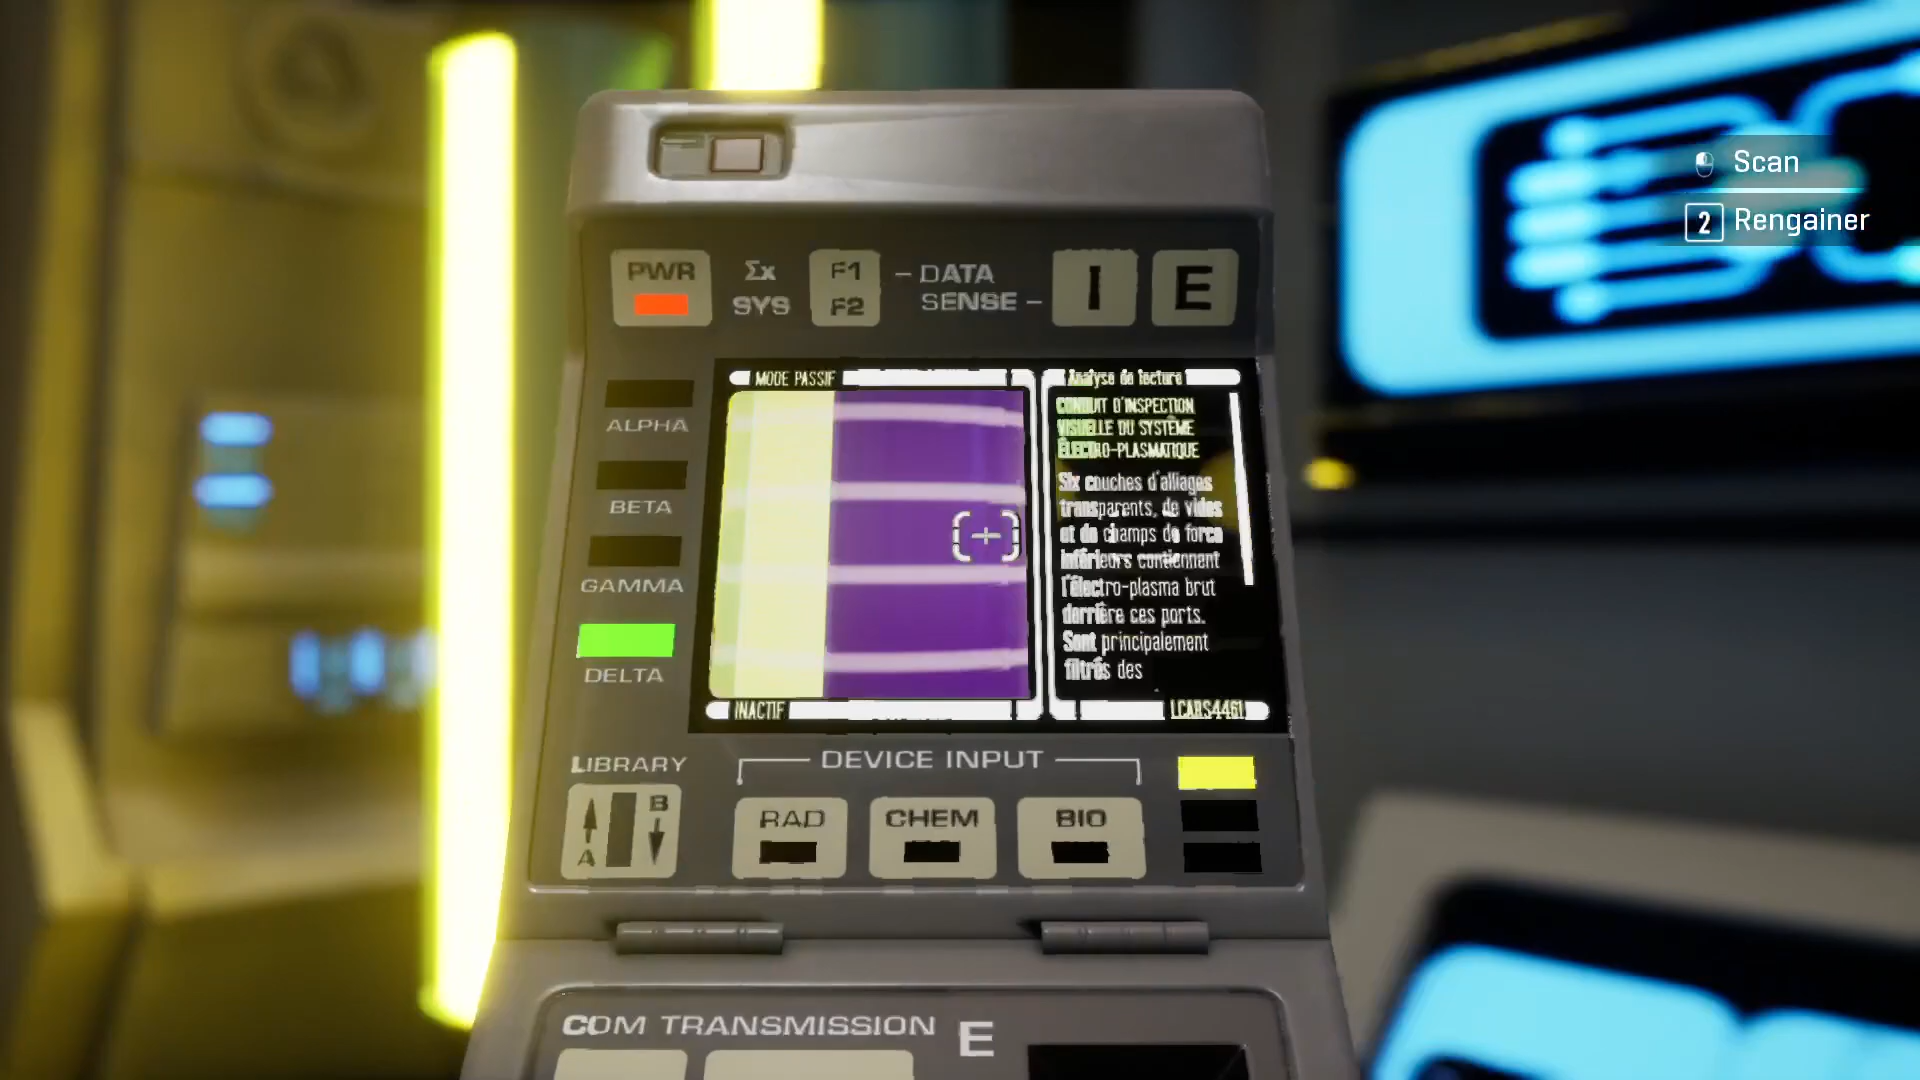 Scan
2 Rengainer
PWR
Σx
SYS
F1
F2
DATA
SENSE
I
E
ALPHA
BETA
GAMMA
DELTA
MODE PASSIF
INACTIF
Analyse de lecture
CONDUIT D'INSPECTION
VISUELLE DU SYSTÈME
ÉLECTRO-PLASMATIQUE
Six couches d'alliages
transparents, de vides
et de champs de force
inférieurs contiennent
l'électro-plasma brut
derrière ces ports.
Sont principalement
filtrés des
LCARS4461
LIBRARY
A
B
DEVICE INPUT
RAD
CHEM
BIO
COM TRANSMISSION
E